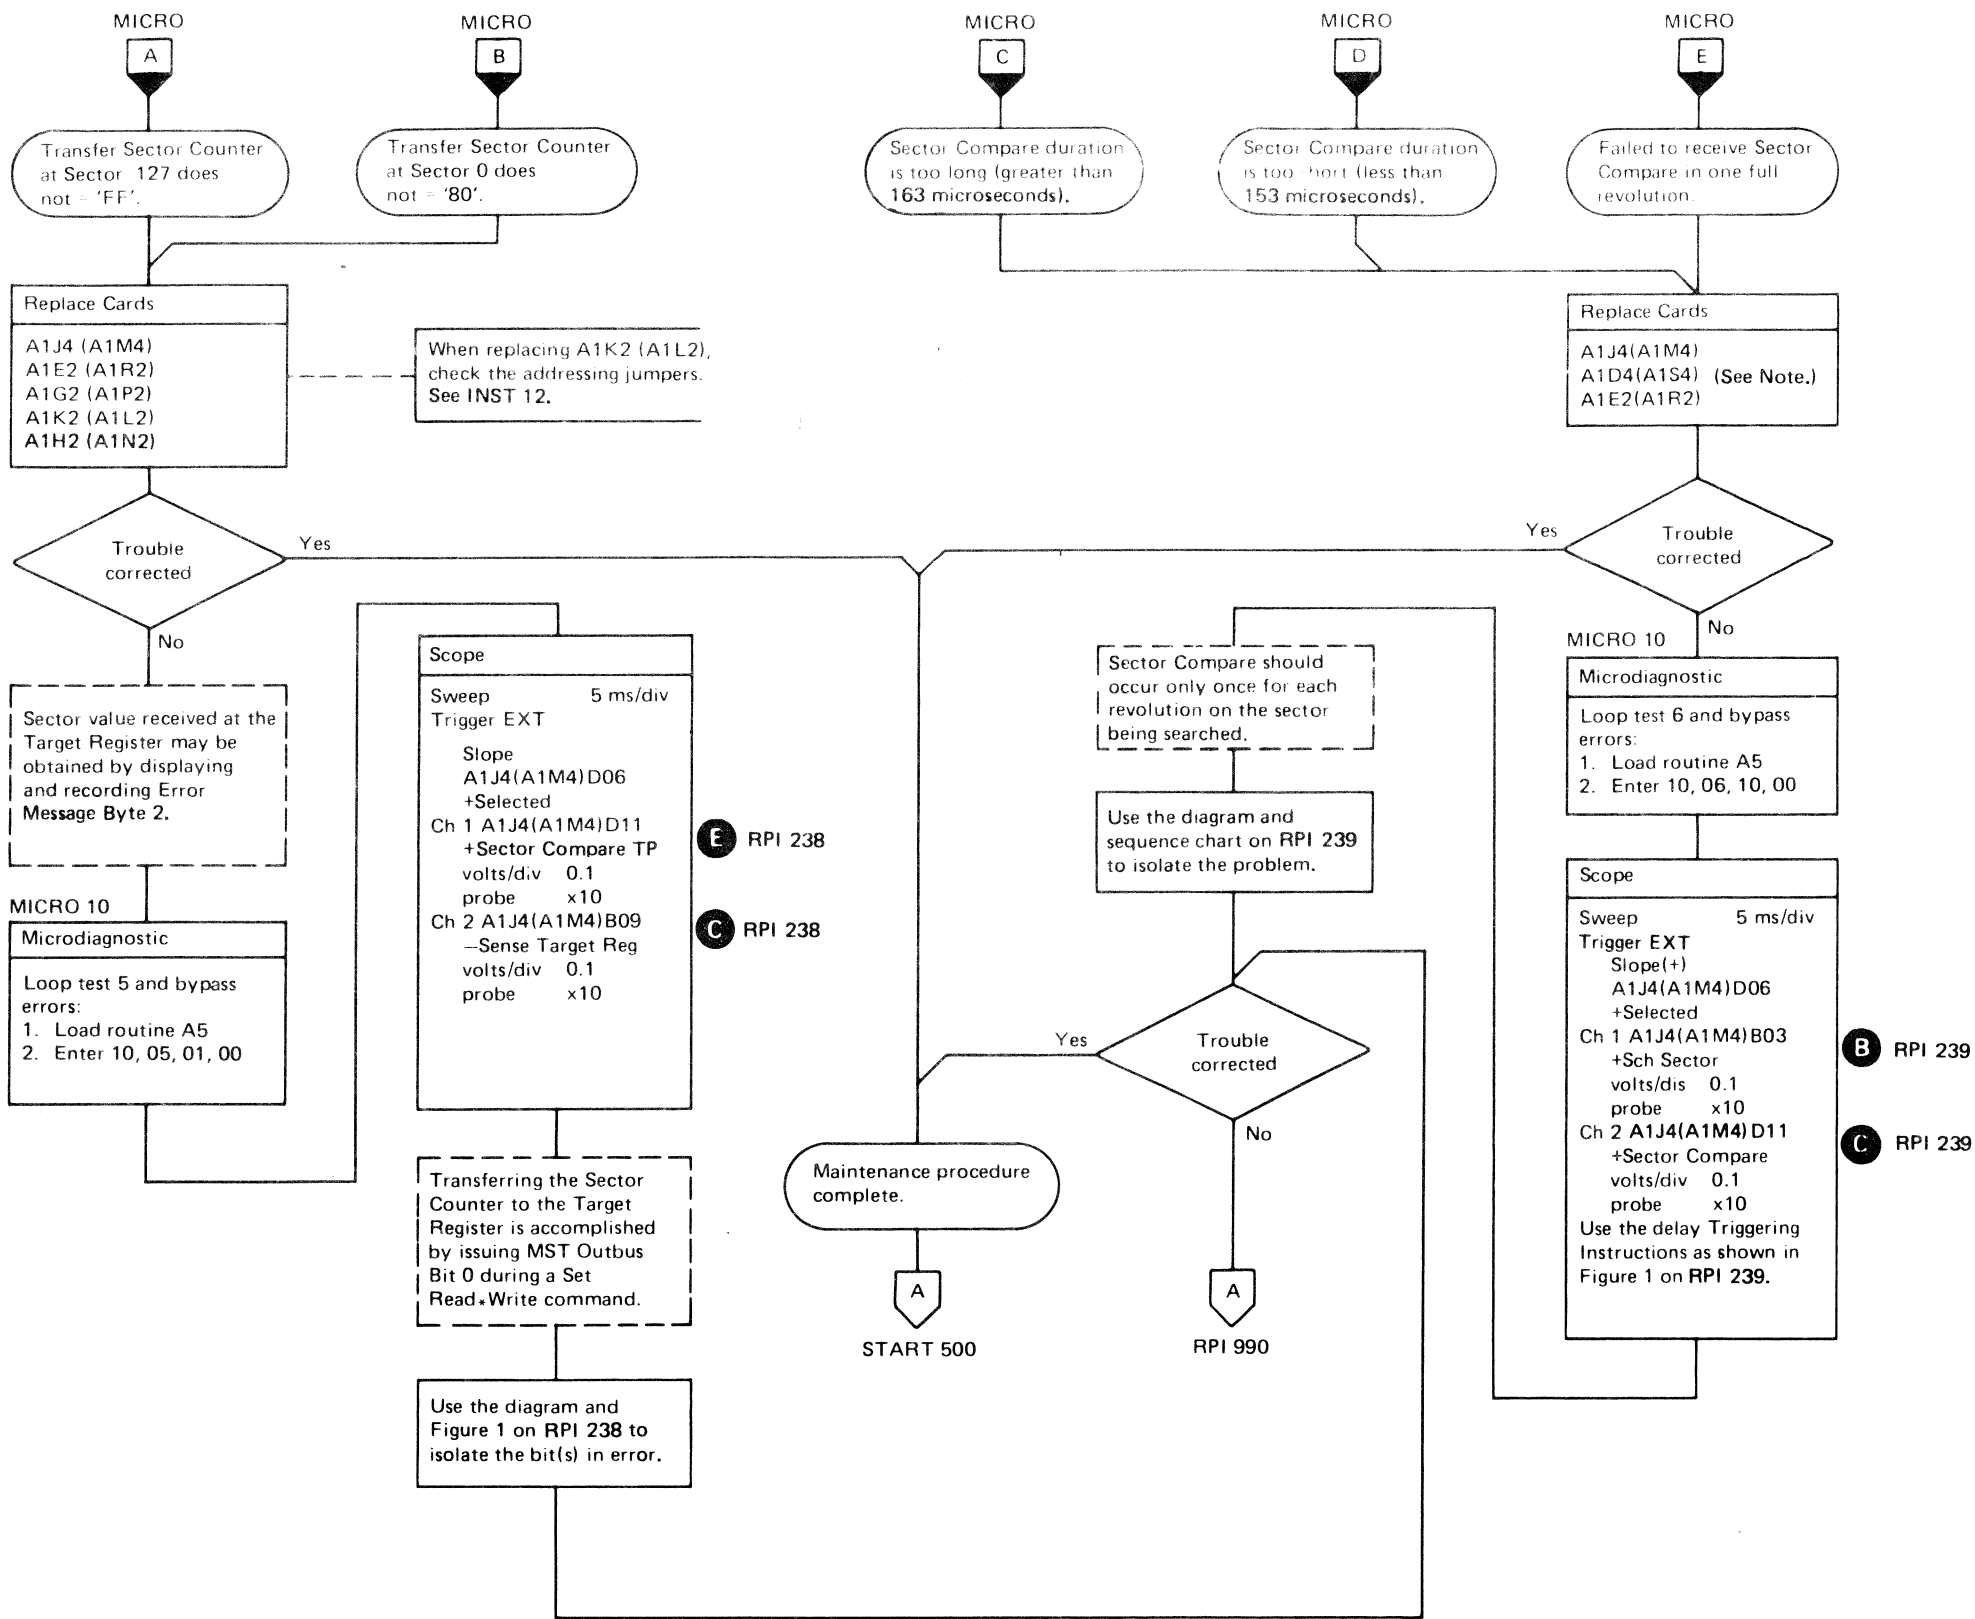 MICRO
A
MICRO
B
MICRO
C
MICRO
D
MICRO
E
Transfer Sector Counter
at Sector 127 does
not = 'FF'.
Transfer Sector Counter
at Sector 0 does
not = '80'.
Sector Compare duration
is too long (greater than
163 microseconds).
Sector Compare duration
is too short (less than
153 microseconds).
Failed to receive Sector
Compare in one full
revolution.
Replace Cards
A1J4 (A1M4)
A1E2 (A1R2)
A1G2 (A1P2)
A1K2 (A1L2)
A1H2 (A1N2)
When replacing A1K2 (A1L2),
check the addressing jumpers.
See INST 12.
Replace Cards
A1J4(A1M4)
A1D4(A1S4) (See Note.)
A1E2(A1R2)
Trouble
corrected
Yes
No
Yes
Trouble
corrected
No
Sector value received at the
Target Register may be
obtained by displaying
and recording Error
Message Byte 2.
MICRO 10
Microdiagnostic
Loop test 5 and bypass
errors:
1. Load routine A5
2. Enter 10, 05, 01, 00
Scope
Sweep 5 ms/div
Trigger EXT
Slope
A1J4(A1M4)D06
+Selected
Ch 1 A1J4(A1M4)D11
+Sector Compare TP
volts/div 0.1
probe x10
Ch 2 A1J4(A1M4)B09
—Sense Target Reg
volts/div 0.1
probe x10
E RPI 238
C RPI 238
Transferring the Sector
Counter to the Target
Register is accomplished
by issuing MST Outbus
Bit 0 during a Set
Read*Write command.
Use the diagram and
Figure 1 on RPI 238 to
isolate the bit(s) in error.
MICRO 10
Microdiagnostic
Loop test 6 and bypass
errors:
1. Load routine A5
2. Enter 10, 06, 10, 00
Scope
Sweep 5 ms/div
Trigger EXT
Slope(+)
A1J4(A1M4)D06
+Selected
Ch 1 A1J4(A1M4)B03
+Sch Sector
volts/dis 0.1
probe x10
Ch 2 A1J4(A1M4)D11
+Sector Compare
volts/div 0.1
probe x10
Use the delay Triggering
Instructions as shown in
Figure 1 on RPI 239.
B RPI 239
C RPI 239
Sector Compare should
occur only once for each
revolution on the sector
being searched.
Use the diagram and
sequence chart on RPI 239
to isolate the problem.
Yes
Trouble
corrected
No
Maintenance procedure
complete.
A
START 500
A
RPI 990